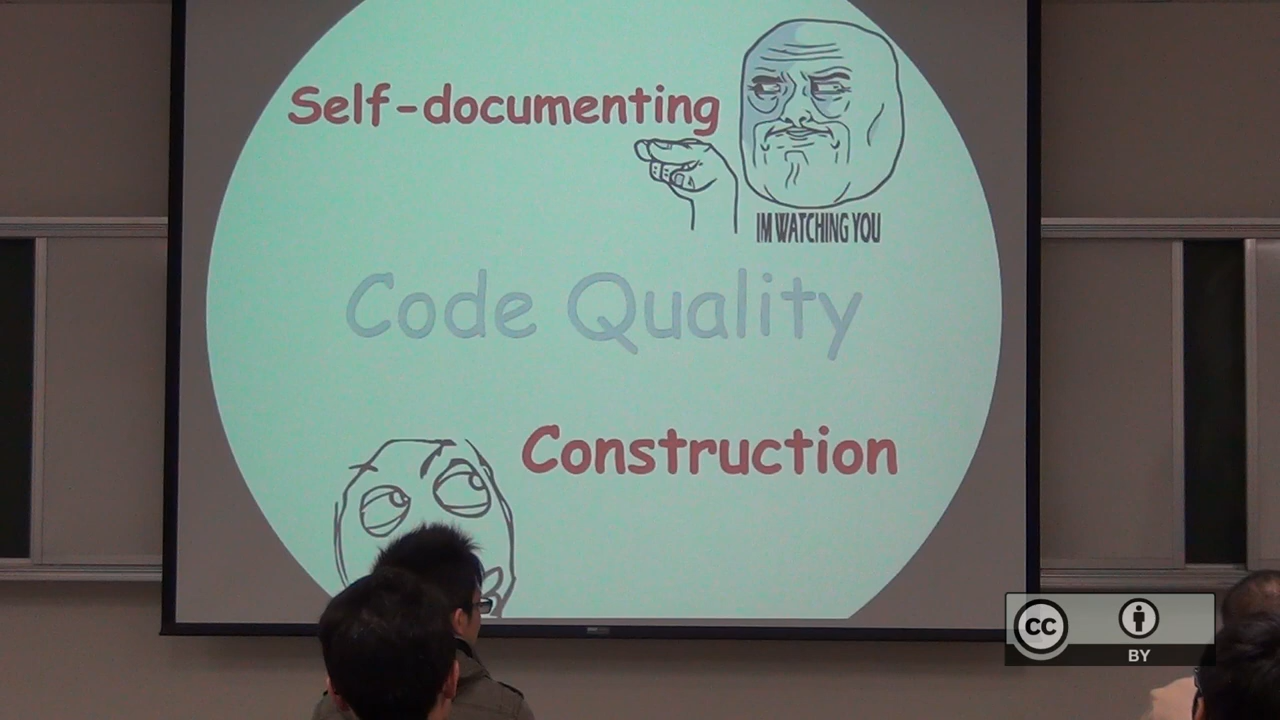 Self-documenting
IM WATCHING YOU
Code Quality
Construction
CC
BY